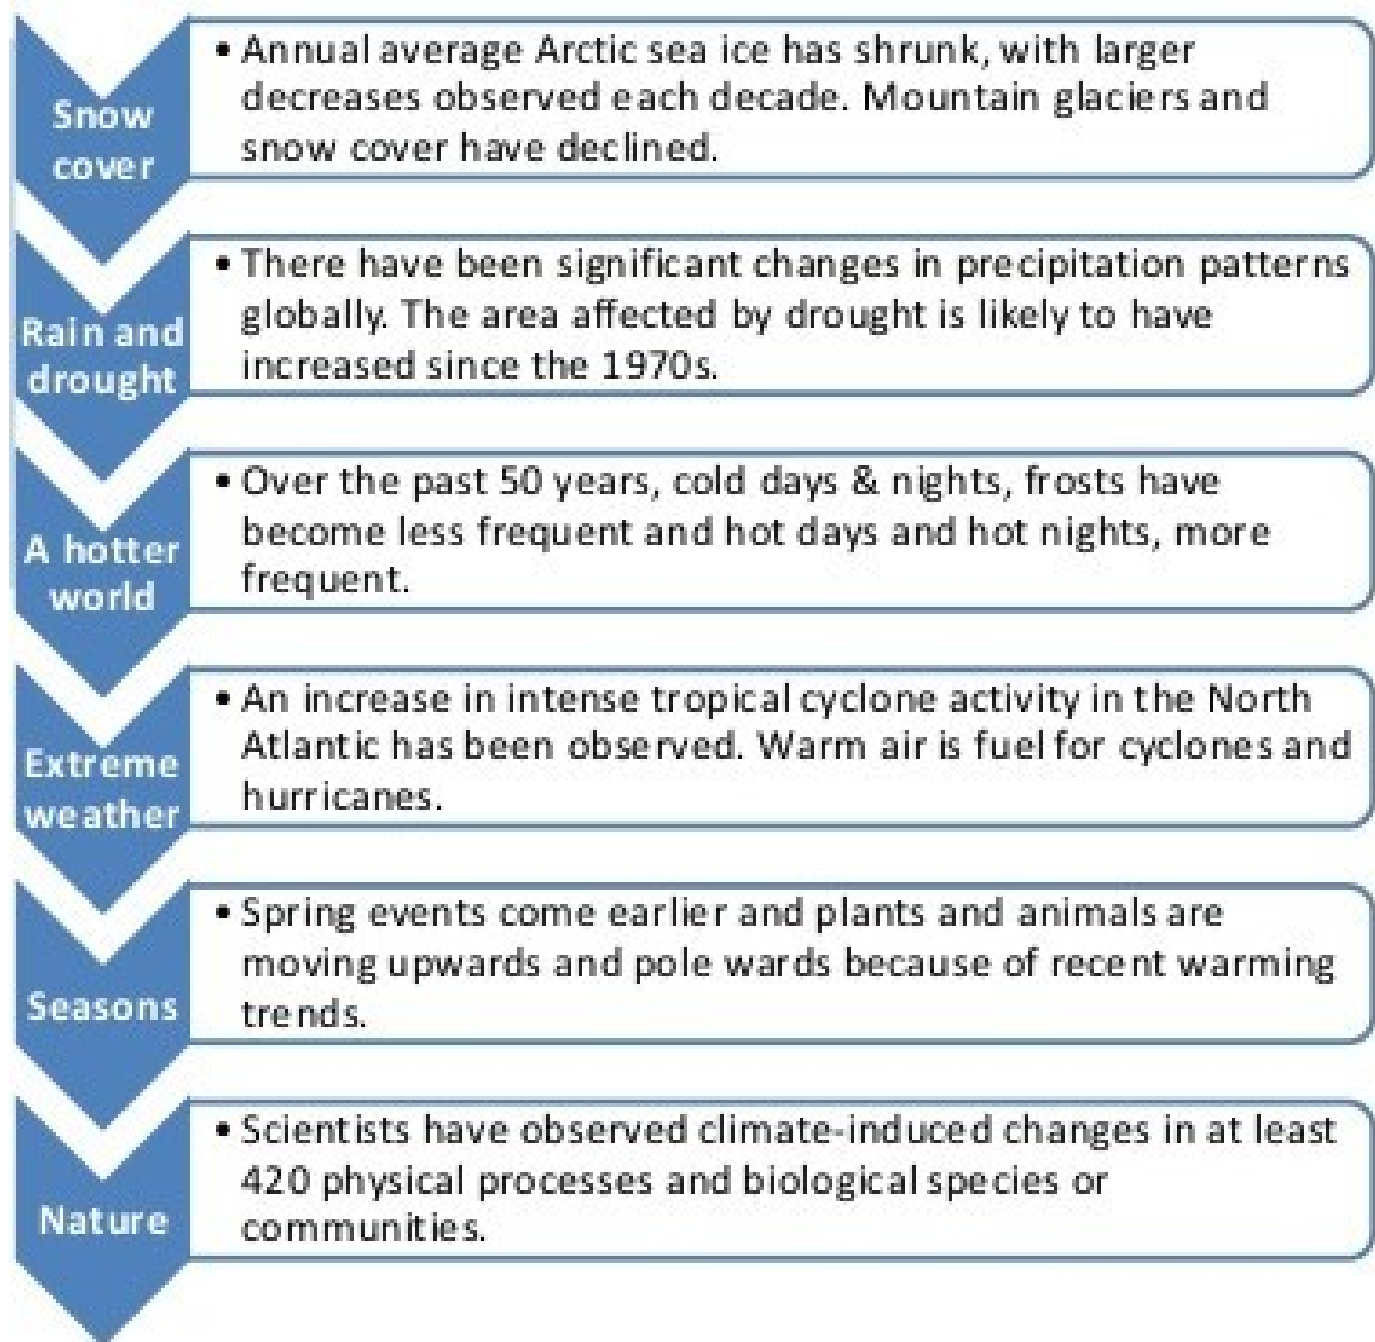 Snow
cover
• Annual average Arctic sea ice has shrunk, with larger
decreases observed each decade. Mountain glaciers and
snow cover have declined.
Rain and
drought
• There have been significant changes in precipitation patterns
globally. The area affected by drought is likely to have
increased since the 1970s.
A hotter
world
• Over the past 50 years, cold days & nights, frosts have
become less frequent and hot days and hot nights, more
frequent.
Extreme
weather
• An increase in intense tropical cyclone activity in the North
Atlantic has been observed. Warm air is fuel for cyclones and
hurricanes.
Seasons
• Spring events come earlier and plants and animals are
moving upwards and pole wards because of recent warming
trends.
Nature
• Scientists have observed climate-induced changes in at least
420 physical processes and biological species or
communities.